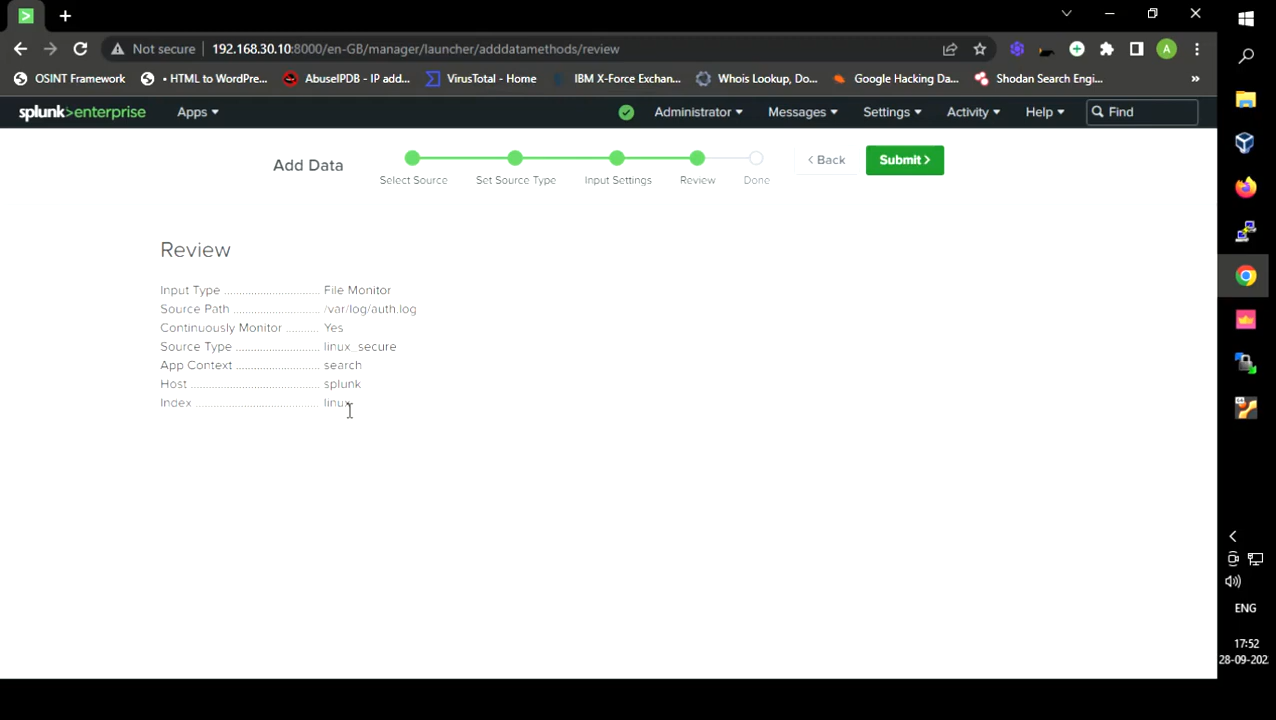 Not secure 192.168.30.10:8000/en-GB/manager/launcher/adddatamethods/review A
OSINT Framework • HTML to WordPre... AbuseIPDB - IP add... VirusTotal - Home IBM X-Force Exchan... Whois Lookup, Do... Google Hacking Da... Shodan Search Engi... »
splunk>enterprise Apps Administrator Messages Settings Activity Help Find
Add Data
Select Source Set Source Type Input Settings Review Done
< Back Submit >
Review
Input Type ................................ File Monitor
Source Path .............................. /var/log/auth.log
Continuously Monitor .......... Yes
Source Type ............................ linux_secure
App Context ............................ search
Host ........................................... splunk
Index ......................................... linux
ENG
17:52
28-09-202